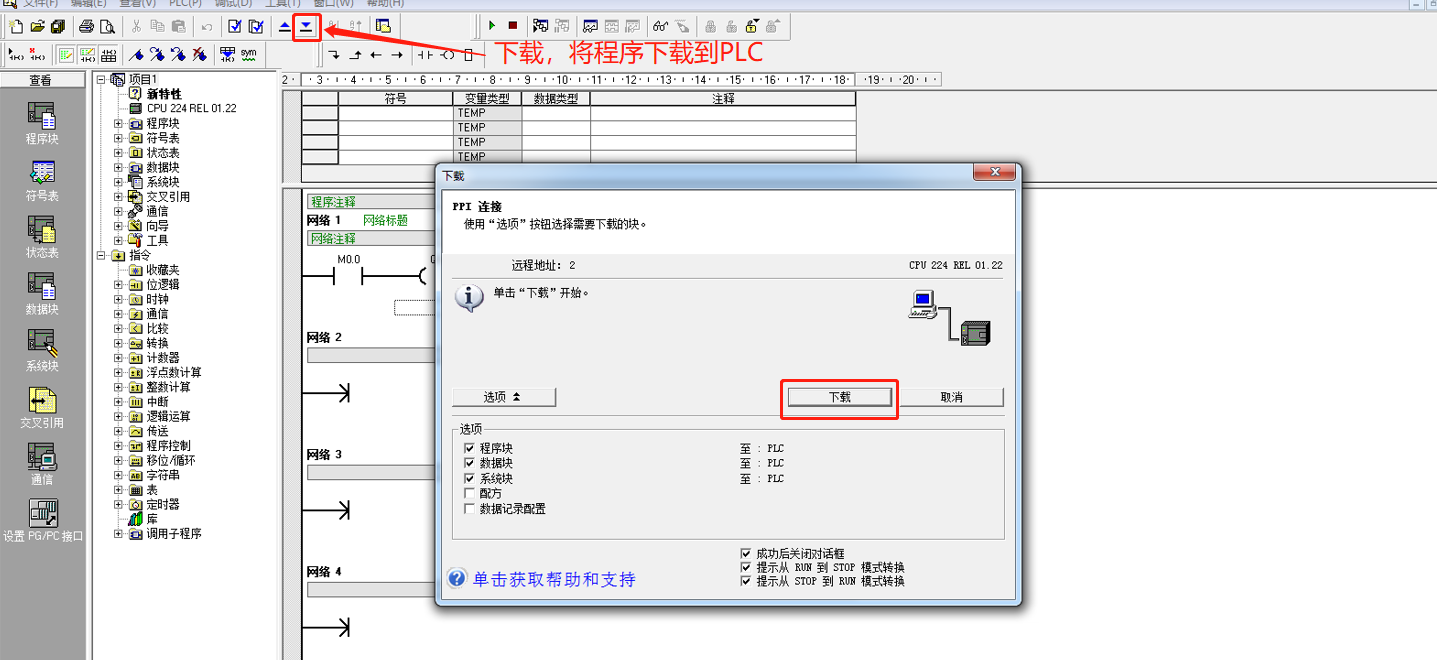 文件(F) 编辑(E) 查看(V) PLC(P) 调试(D) 工具(T) 窗口(W) 帮助(H)
下载，将程序下载到PLC
sym
查看
程序块
符号表
状态表
数据块
系统块
交叉引用
通信
设置 PG/PC 接口
项目1
新特性
CPU 224 REL 01.22
程序块
符号表
状态表
数据块
系统块
交叉引用
通信
向导
工具
指令
收藏夹
位逻辑
时钟
通信
比较
转换
计数器
浮点数计算
整数计算
中断
逻辑运算
传送
程序控制
移位/循环
字符串
表
定时器
库
调用子程序
2 3 4 5 6 7 8 9 10 11 12 13 14 15 16 17 18 19 20
符号 变量类型 数据类型 注释
TEMP
TEMP
TEMP
TEMP
程序注释
网络 1 网络标题
网络注释
M0.0
网络 2
网络 3
网络 4
下载
PPI 连接
使用“选项”按钮选择需要下载的块。
远程地址: 2 CPU 224 REL 01.22
单击“下载”开始。
选项 下载 取消
选项
程序块 至 : PLC
数据块 至 : PLC
系统块 至 : PLC
配方
数据记录配置
成功后关闭对话框
提示从 RUN 到 STOP 模式转换
提示从 STOP 到 RUN 模式转换
单击获取帮助和支持